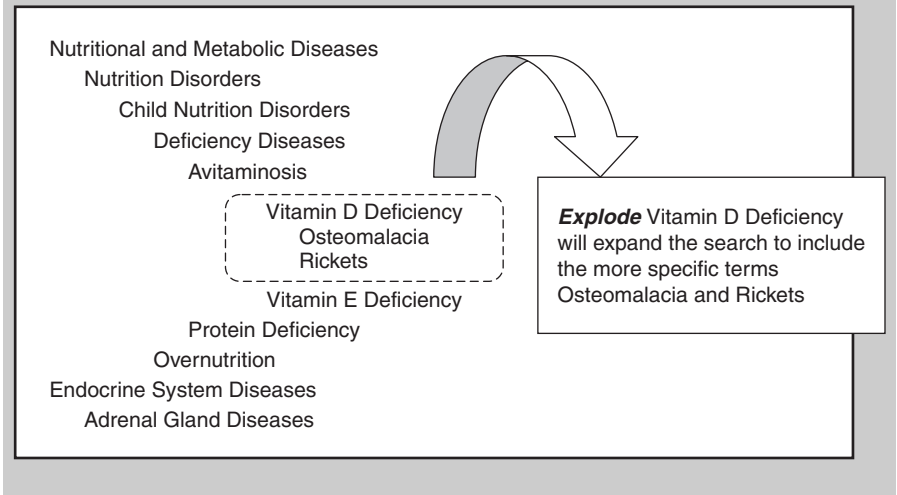 Nutritional and Metabolic Diseases
Nutrition Disorders
Child Nutrition Disorders
Deficiency Diseases
Avitaminosis
Vitamin D Deficiency
Osteomalacia
Rickets
Vitamin E Deficiency
Protein Deficiency
Overnutrition
Endocrine System Diseases
Adrenal Gland Diseases
Explode Vitamin D Deficiency
will expand the search to include
the more specific terms
Osteomalacia and Rickets